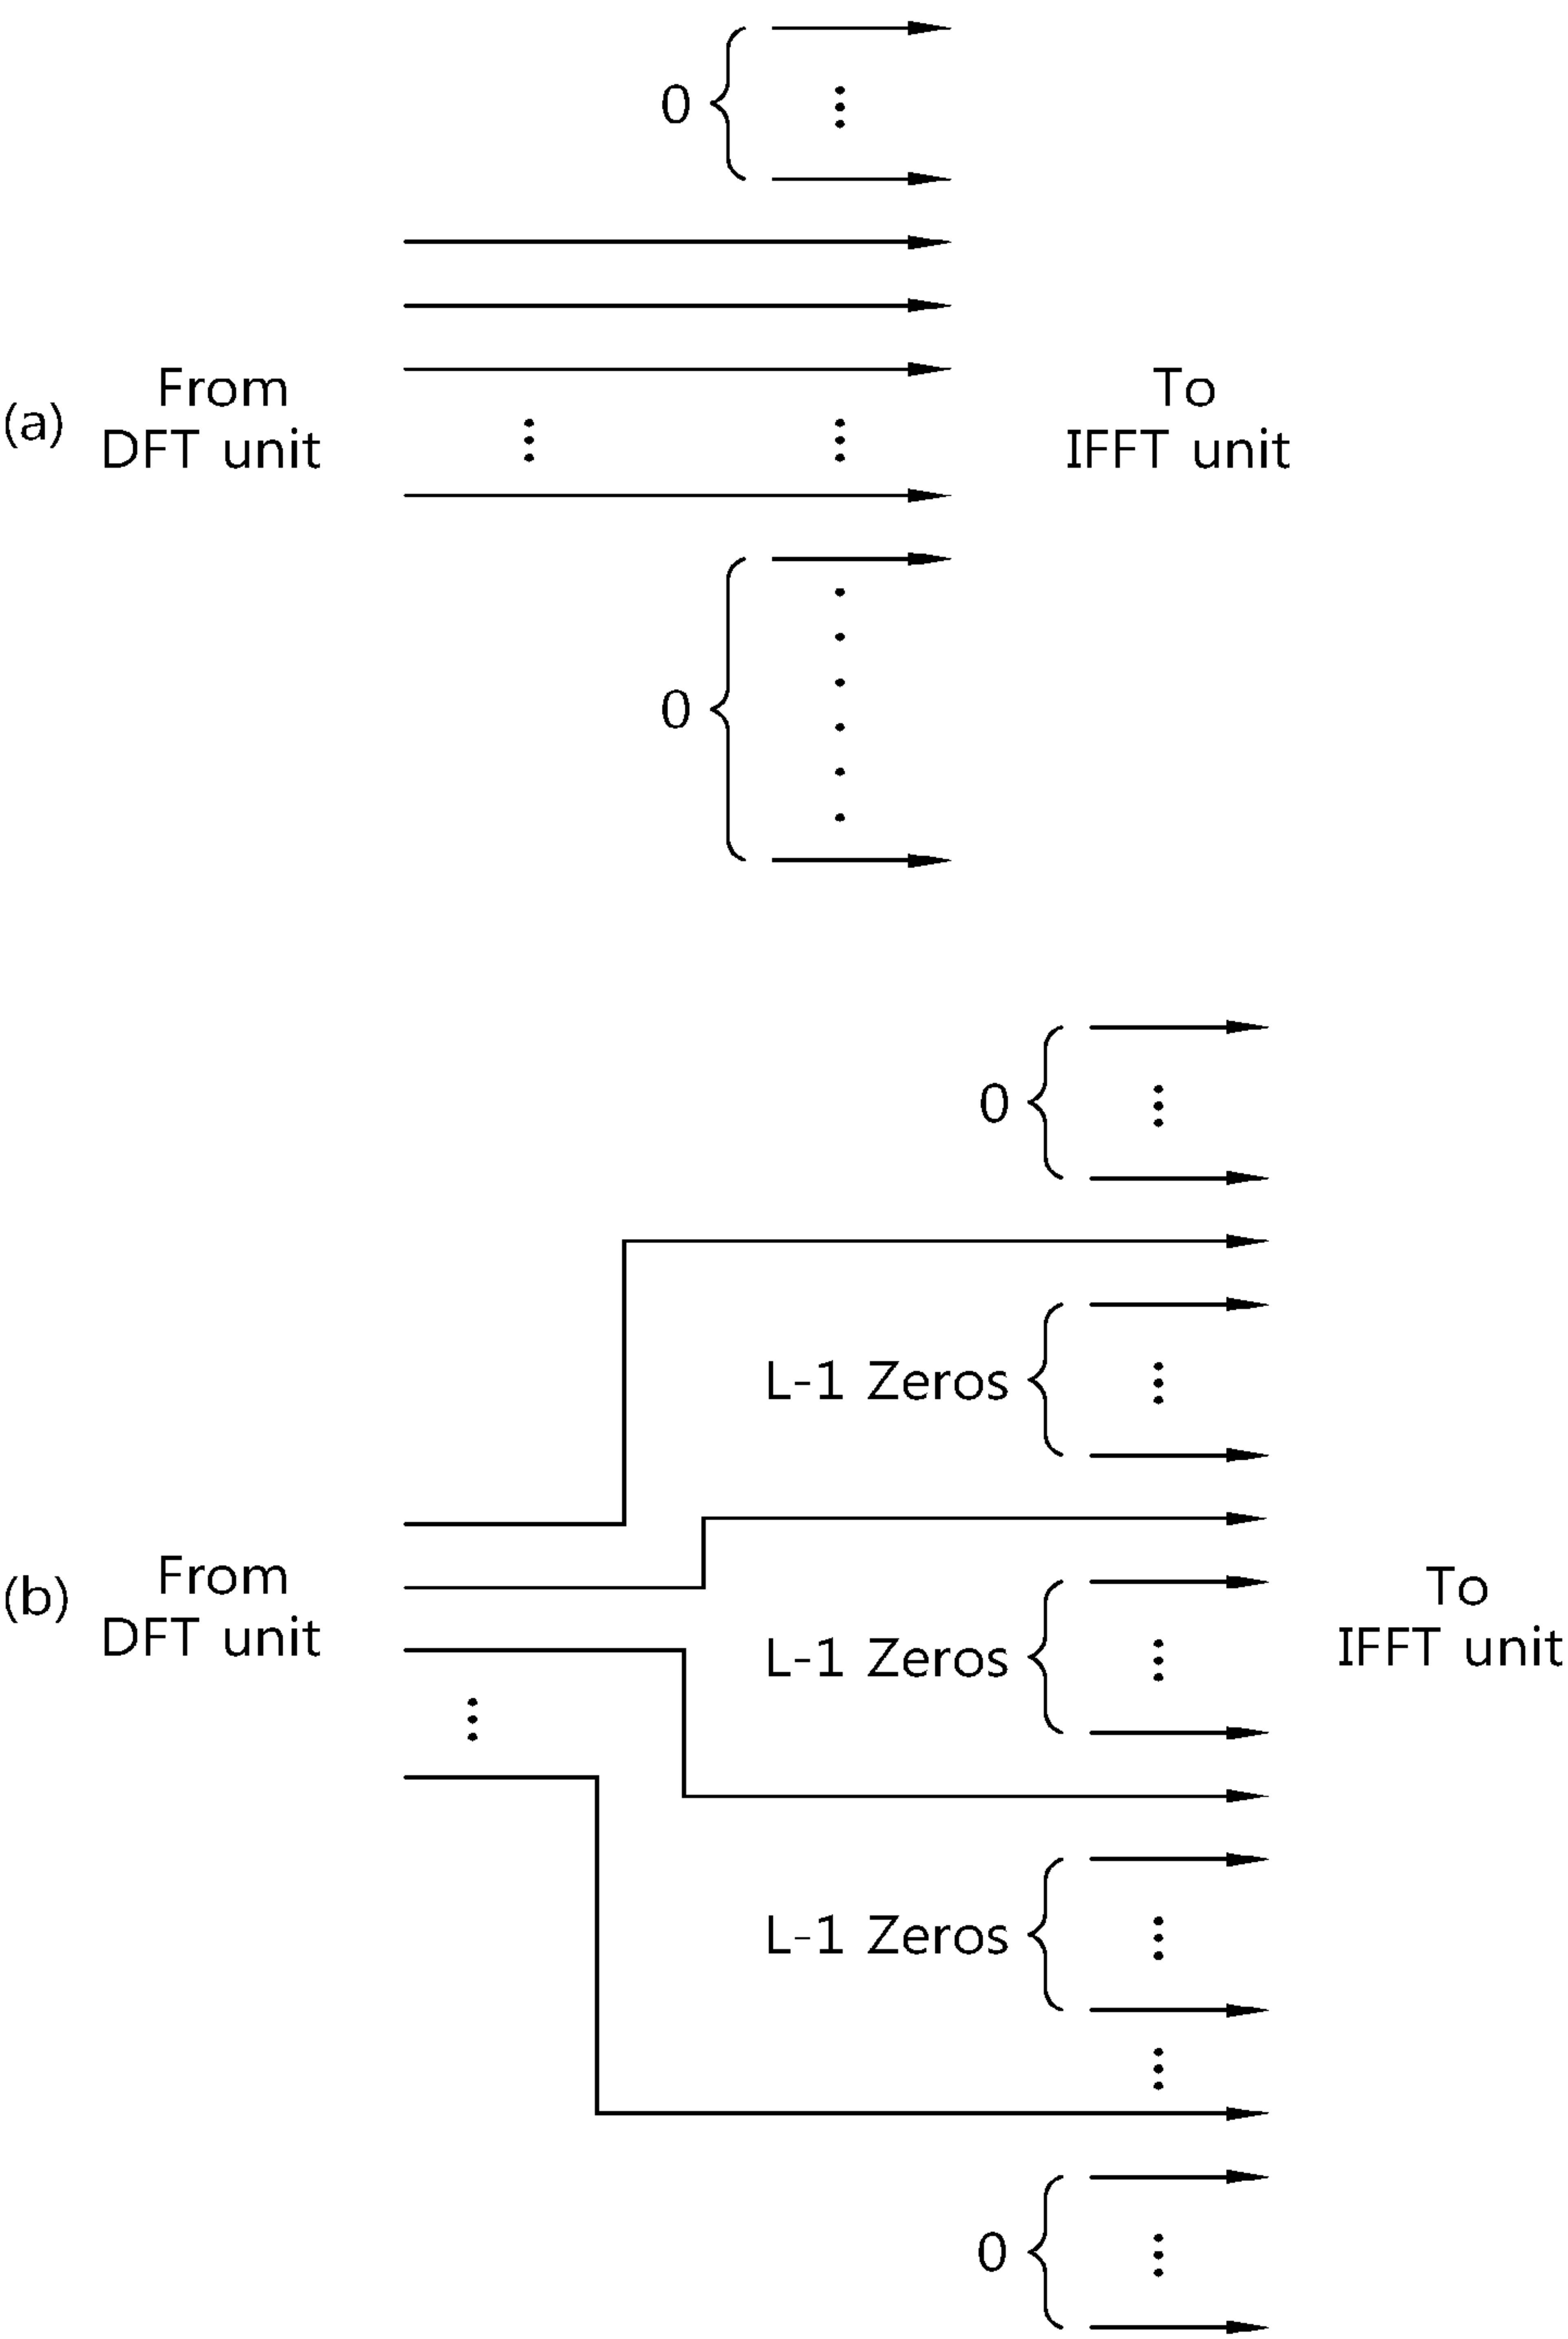 0
(a)
From
DFT unit
To
IFFT unit
0
0
L-1 Zeros
L-1 Zeros
(b)
From
DFT unit
To
IFFT unit
L-1 Zeros
0